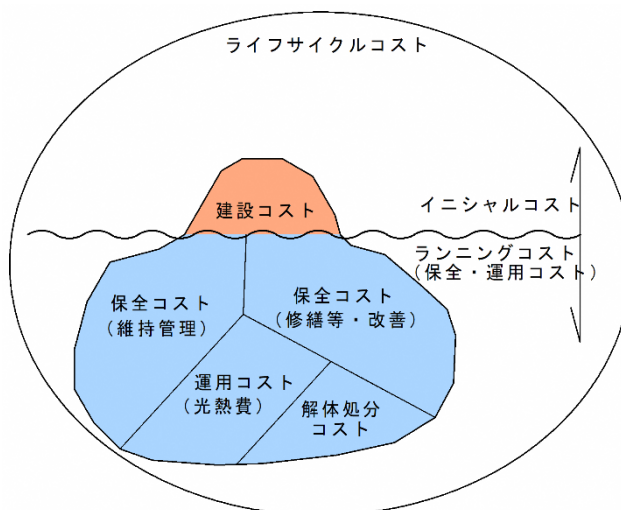 ライフサイクルコスト
建設コスト
イニシャルコスト
ランニングコスト
(保全・運用コスト)
保全コスト
(維持管理)
保全コスト
(修繕等・改善)
運用コスト
(光熱費)
解体処分
コスト